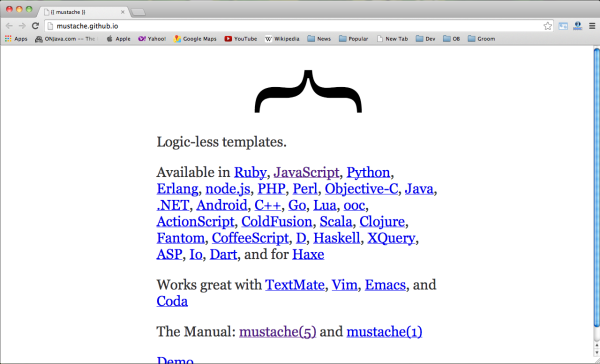 {{ mustache }}
mustache.github.io
Apps ONJava.com -- The Apple Yahoo! Google Maps YouTube Wikipedia News Popular New Tab Dev OB Groom
{
Logic-less templates.
Available in Ruby, JavaScript, Python,
Erlang, node.js, PHP, Perl, Objective-C, Java,
.NET, Android, C++, Go, Lua, ooc,
ActionScript, ColdFusion, Scala, Clojure,
Fantom, CoffeeScript, D, Haskell, XQuery,
ASP, Io, Dart, and for Haxe
Works great with TextMate, Vim, Emacs, and
Coda
The Manual: mustache(5) and mustache(1)
Demo